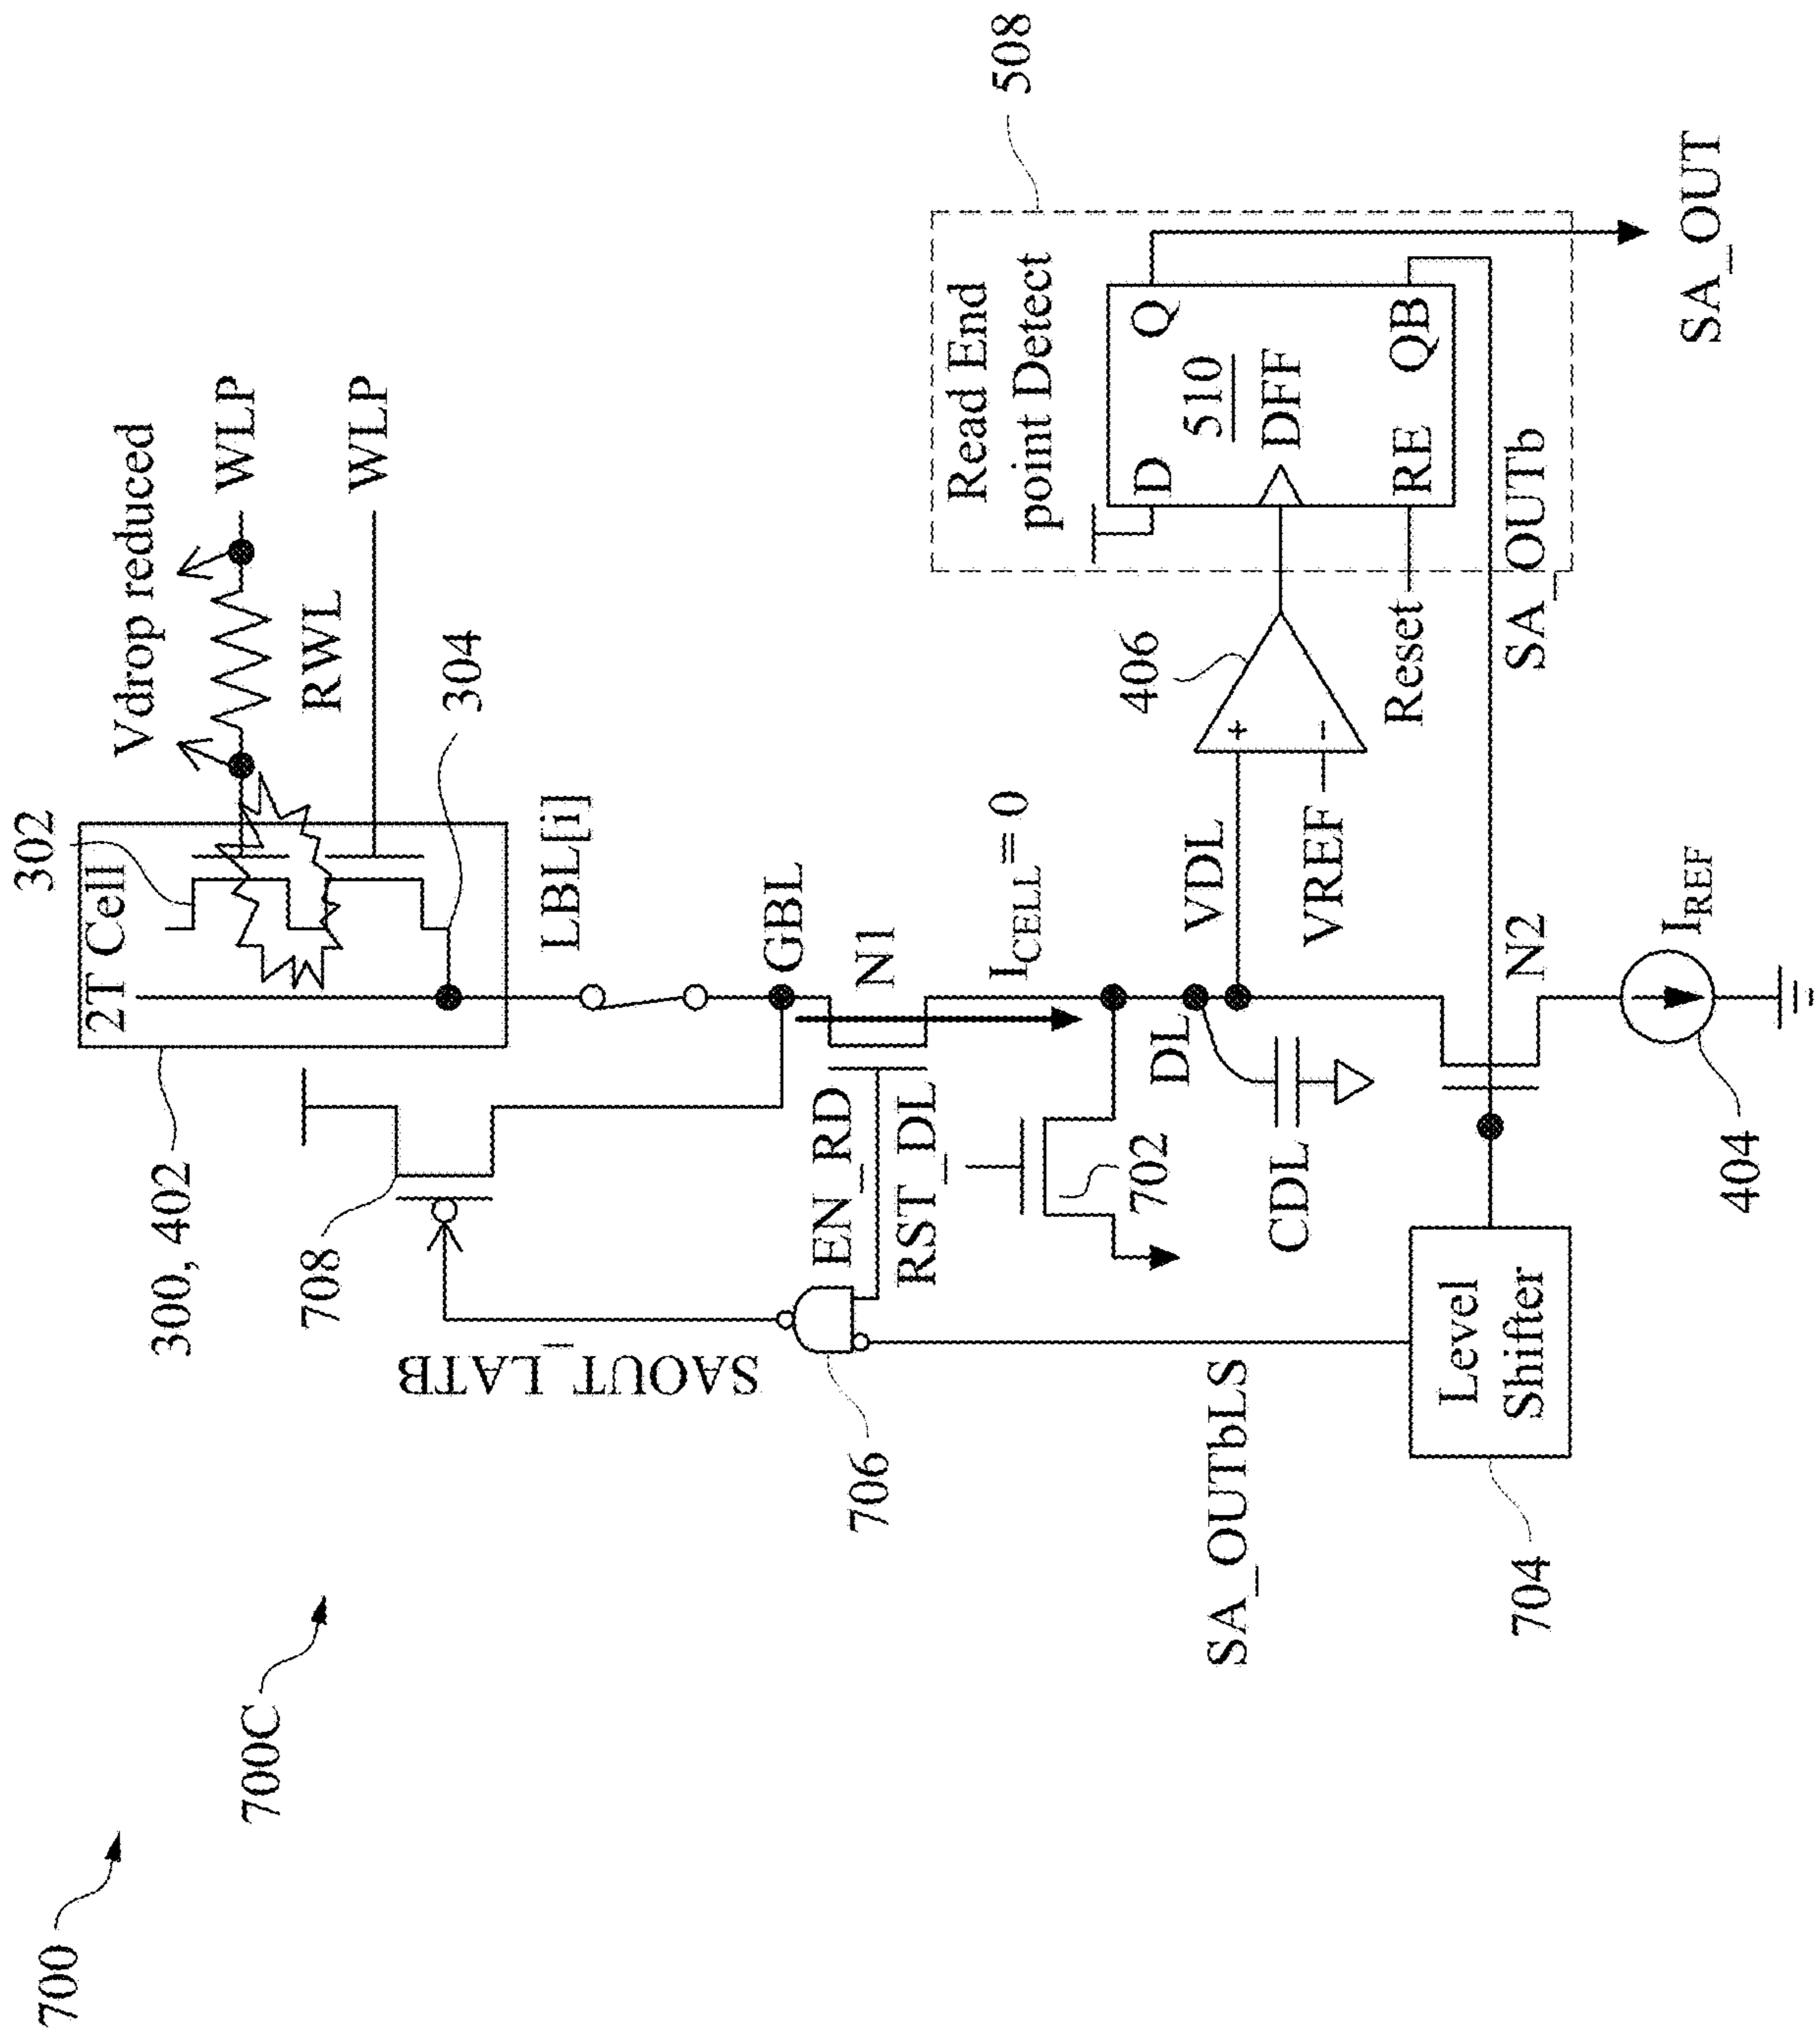 700
700C
302
2T Cell
Vdrop reduced
WLP
RWL
WLP
304
300, 402
LBL[i]
708
SAOUT_LATB
GBL
706
EN_RD
N1
RST_DL
I_CELL = 0
702
DL
CDL
VDL
VREF
406
Read End
point Detect
508
D
Q
510
DFF
RE
QB
Reset
SA_OUTb
SA_OUT
SA_OUTbLS
Level
Shifter
704
N2
I_REF
404